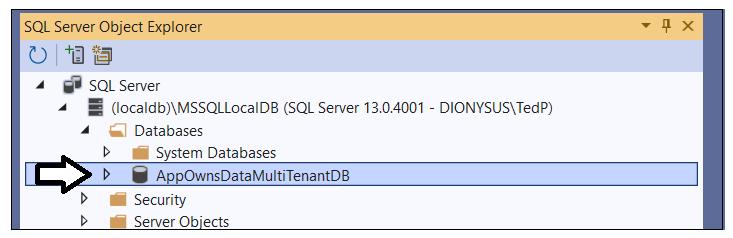 SQL Server Object Explorer
SQL Server
(localdb)\MSSQLLocalDB (SQL Server 13.0.4001 - DIONYSUS\TedP)
Databases
System Databases
AppOwnsDataMultiTenantDB
Security
Server Objects